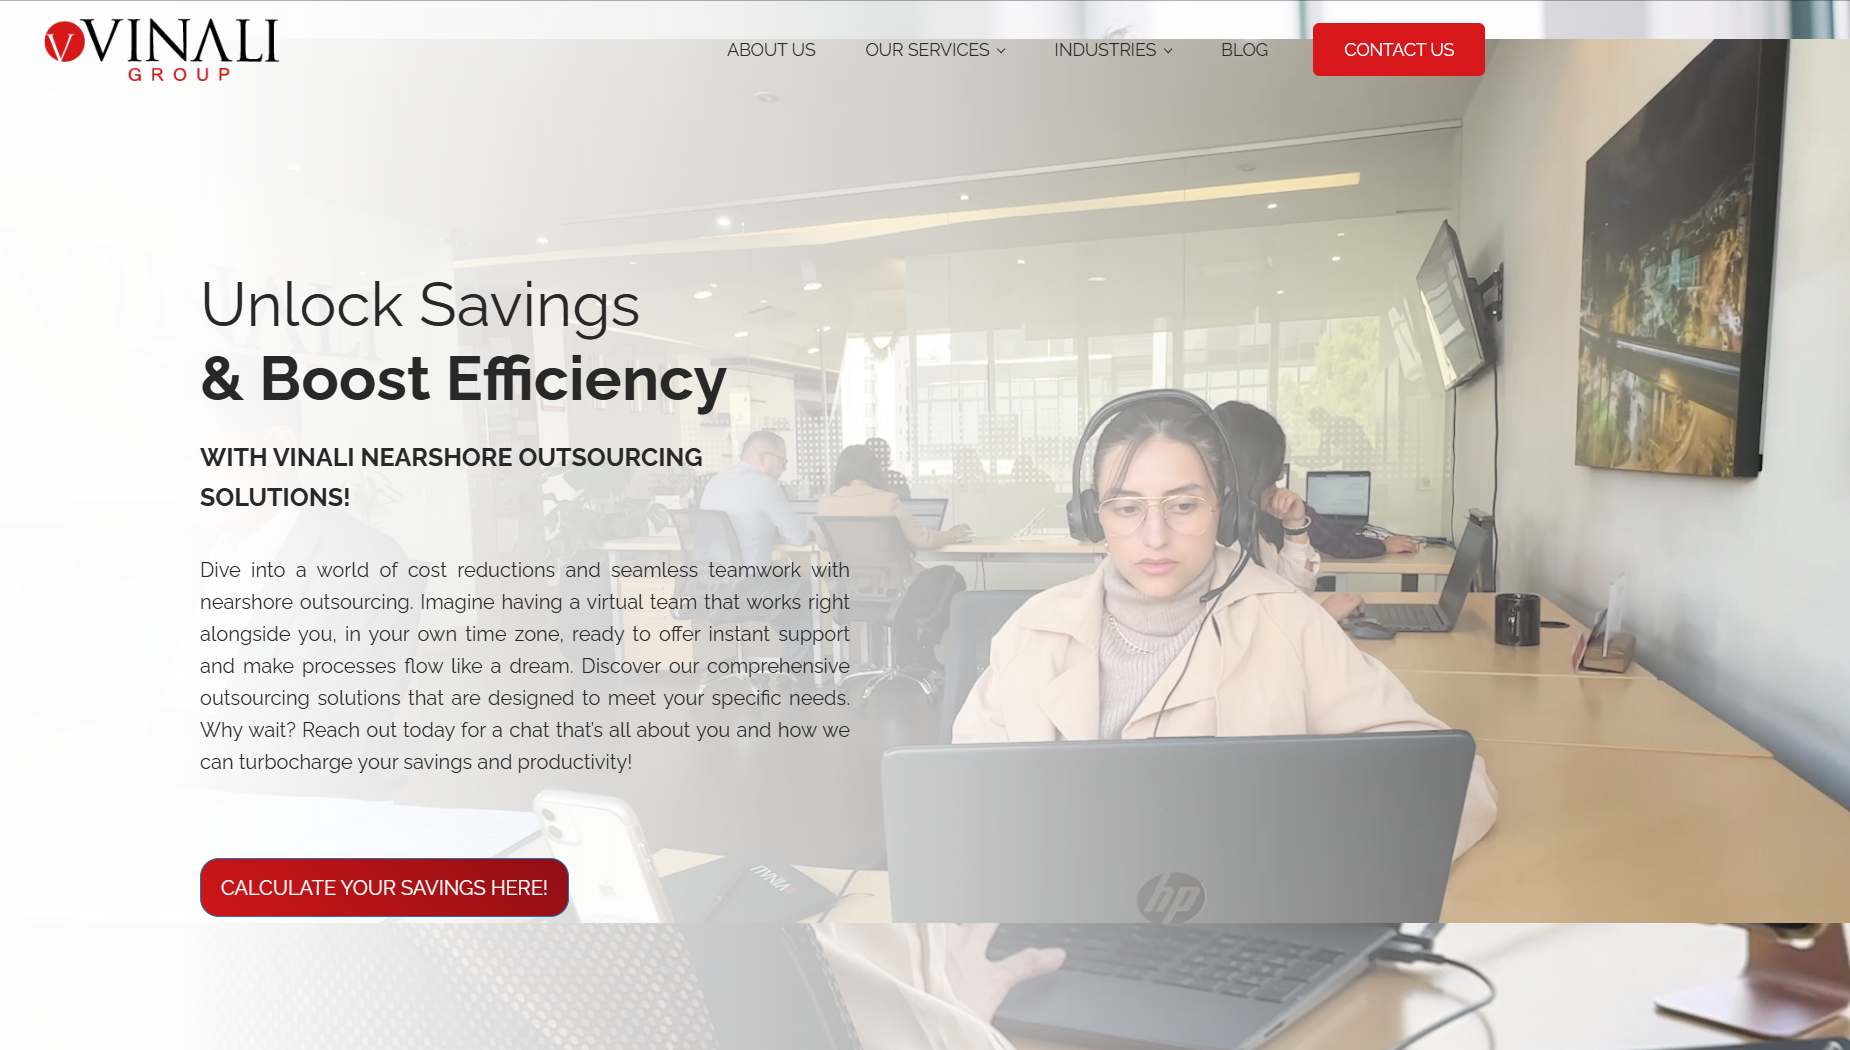 VVINALI
GROUP
ABOUT US
OUR SERVICES
INDUSTRIES
BLOG
CONTACT US
Unlock Savings
& Boost Efficiency
WITH VINALI NEARSHORE OUTSOURCING
SOLUTIONS!
Dive into a world of cost reductions and seamless teamwork with
nearshore outsourcing. Imagine having a virtual team that works right
alongside you, in your own time zone, ready to offer instant support
and make processes flow like a dream. Discover our comprehensive
outsourcing solutions that are designed to meet your specific needs.
Why wait? Reach out today for a chat that's all about you and how we
can turbocharge your savings and productivity!
CALCULATE YOUR SAVINGS HERE!
VINALI
hp
VINALI